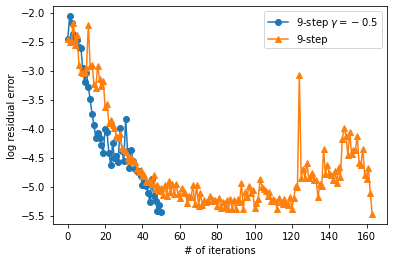 −2.0
−2.5
−3.0
−3.5
−4.0
−4.5
−5.0
−5.5
log residual error
9-step γ = −0.5
9-step
0 20 40 60 80 100 120 140 160
# of iterations